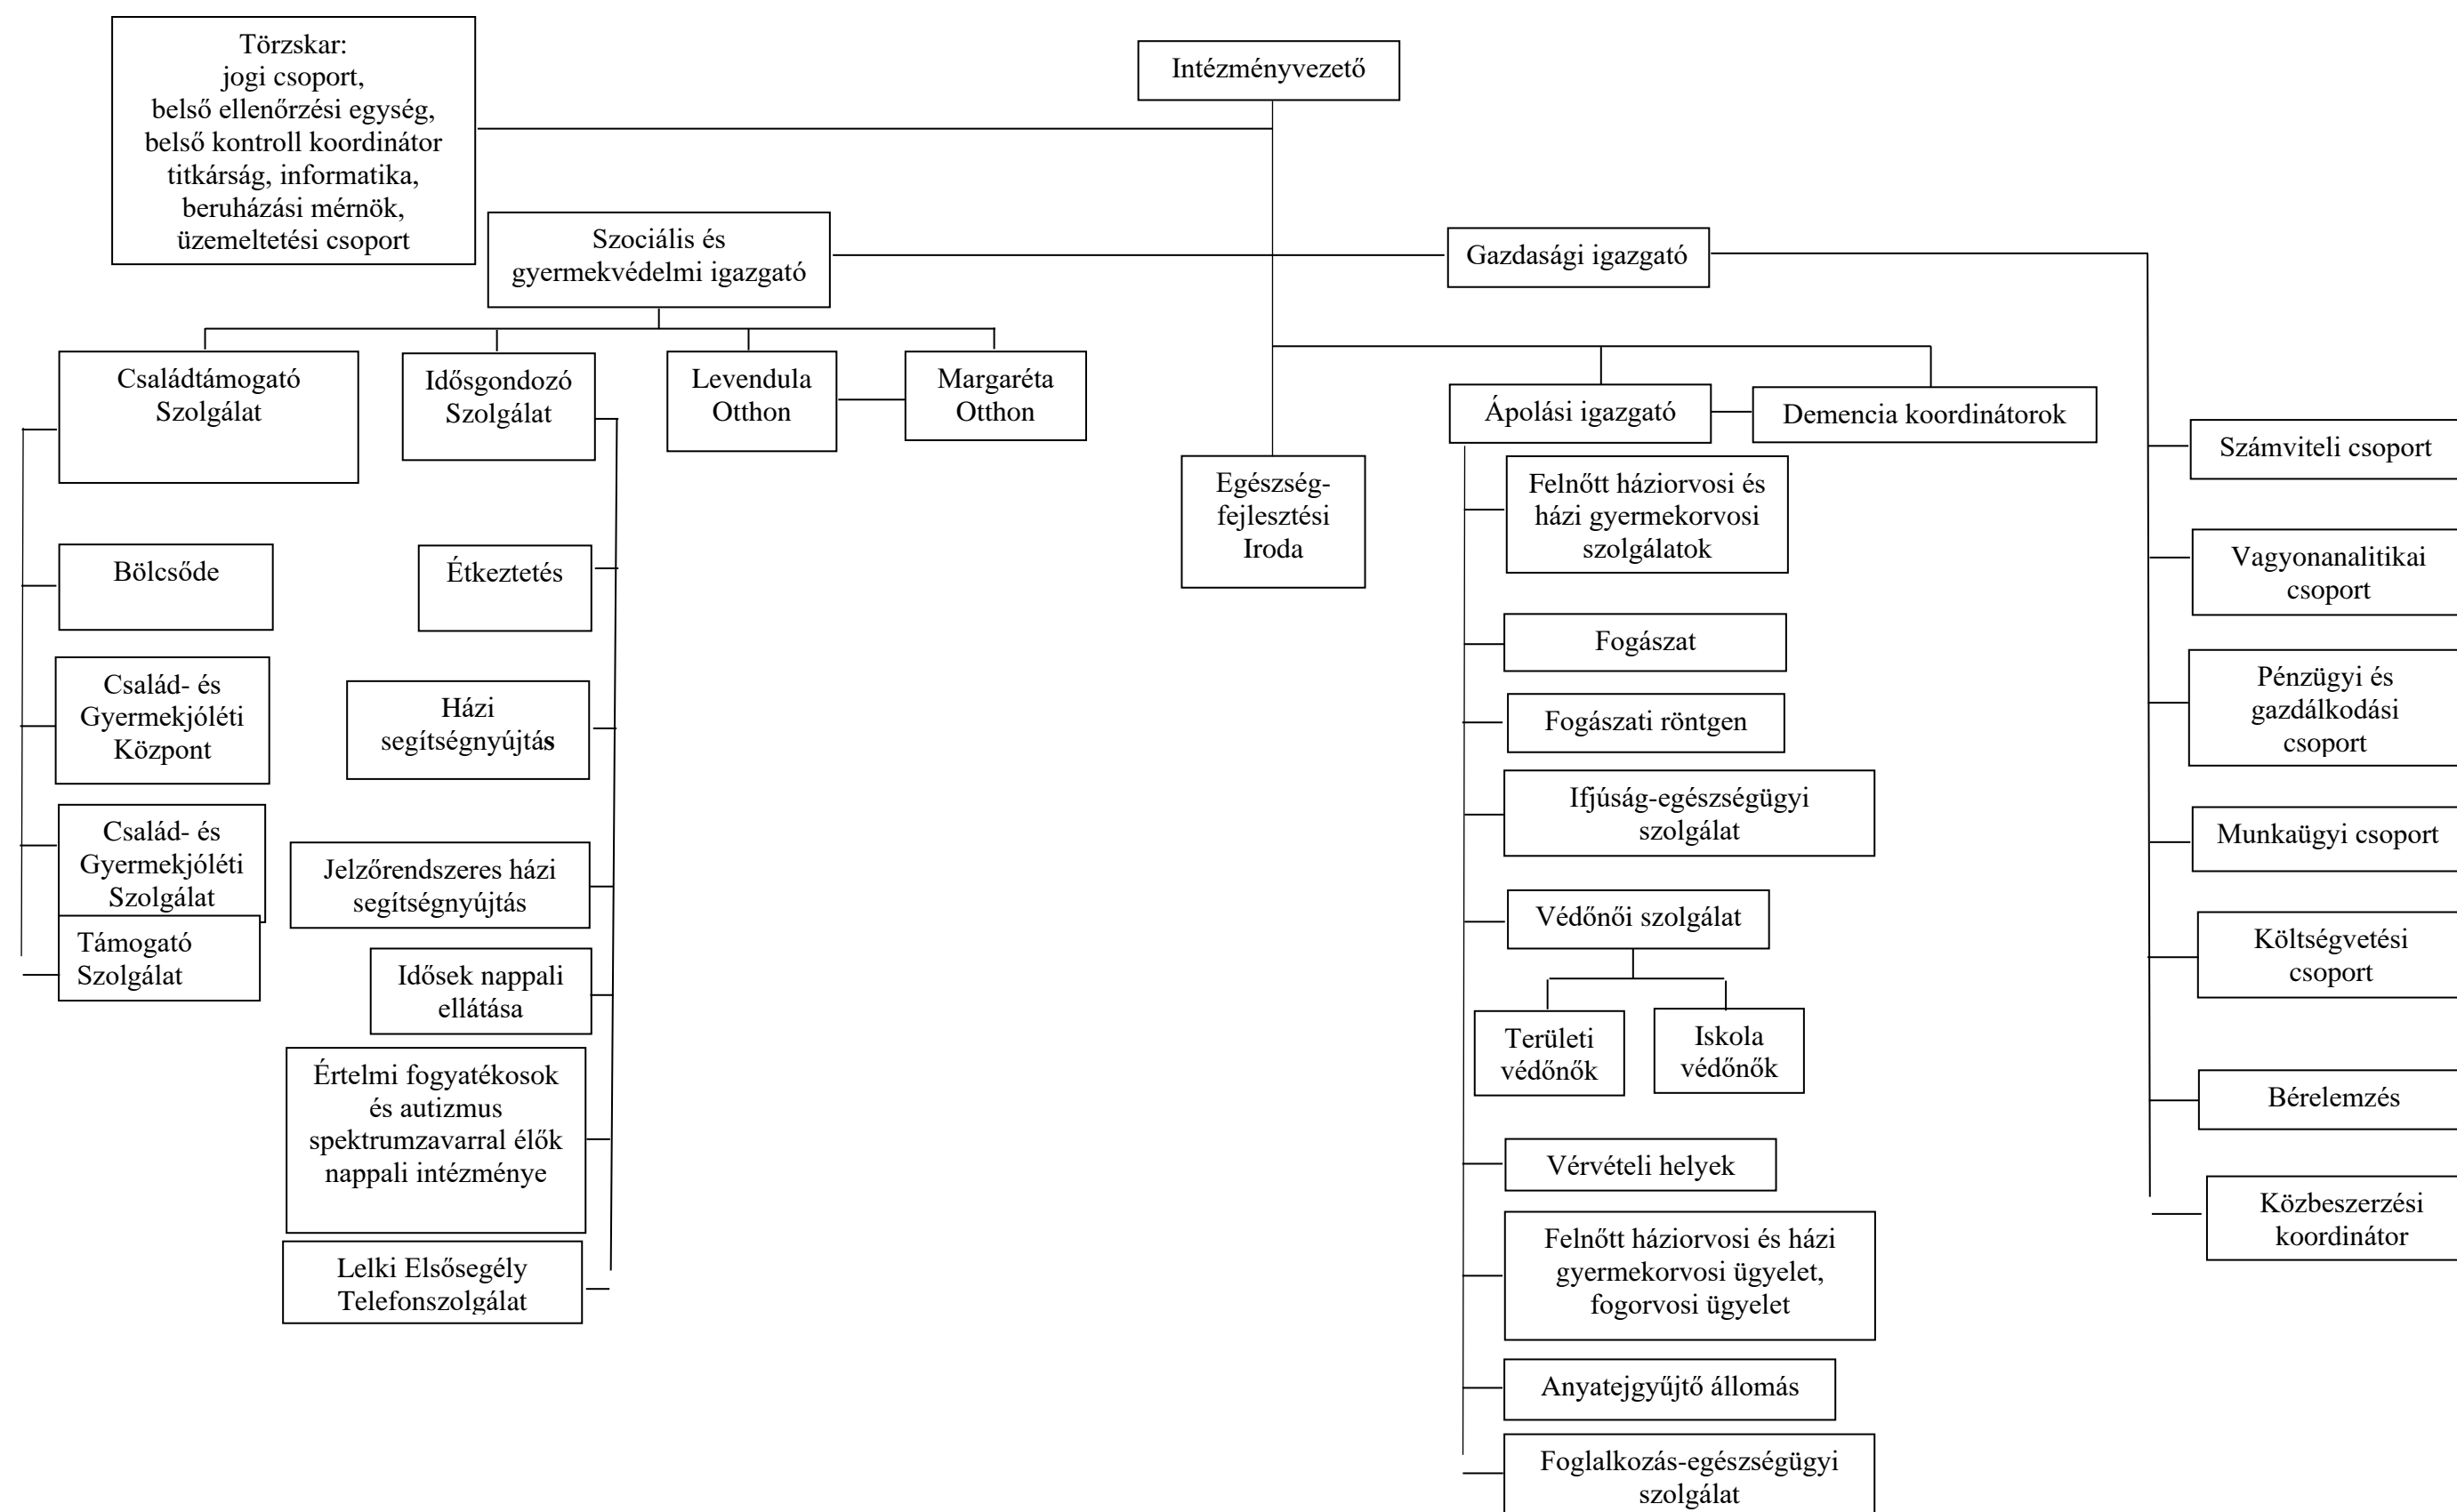 Törzskar:
jogi csoport,
belső ellenőrzési egység,
belső kontroll koordinátor
titkárság, informatika,
beruházási mérnök,
üzemeltetési csoport
Intézményvezető
Szociális és
gyermekvédelmi igazgató
Gazdasági igazgató
Családtámogató
Szolgálat
Idősgondozó
Szolgálat
Levendula
Otthon
Margaréta
Otthon
Ápolási igazgató
Demencia koordinátorok
Egészség-
fejlesztési
Iroda
Bölcsőde
Család- és
Gyermekjóléti
Központ
Család- és
Gyermekjóléti
Szolgálat
Támogató
Szolgálat
Étkeztetés
Házi
segítségnyújtás
Jelzőrendszeres házi
segítségnyújtás
Idősek nappali
ellátása
Értelmi fogyatékosok
és autizmus
spektrumzavarral élők
nappali intézménye
Lelki Elsősegély
Telefonszolgálat
Felnőtt háziorvosi és
házi gyermekorvosi
szolgálatok
Fogászat
Fogászati röntgen
Ifjúság-egészségügyi
szolgálat
Védőnői szolgálat
Területi
védőnők
Iskola
védőnők
Vérvételi helyek
Felnőtt háziorvosi és házi
gyermekorvosi ügyelet,
fogorvosi ügyelet
Anyatejgyűjtő állomás
Foglalkozás-egészségügyi
szolgálat
Számviteli csoport
Vagyonanalitikai
csoport
Pénzügyi és
gazdálkodási
csoport
Munkaügyi csoport
Költségvetési
csoport
Bérelemzés
Közbeszerzési
koordinátor